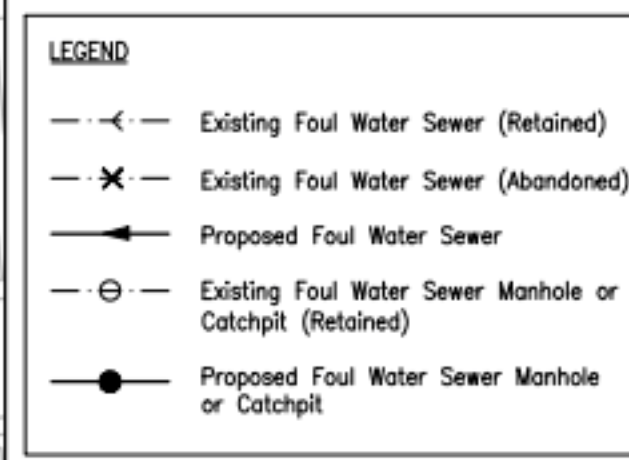 LEGEND
Existing Foul Water Sewer (Retained)
Existing Foul Water Sewer (Abandoned)
Proposed Foul Water Sewer
Existing Foul Water Sewer Manhole or
Catchpit (Retained)
Proposed Foul Water Sewer Manhole
or Catchpit